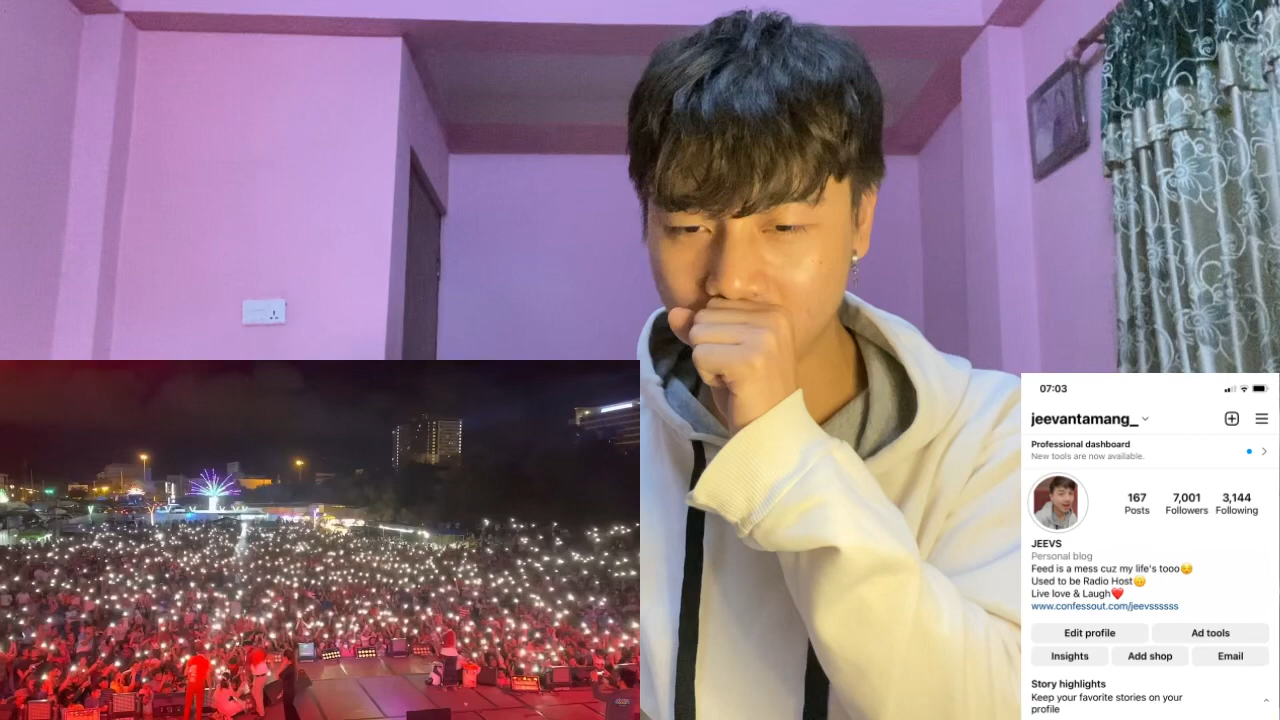 07:03
jeevantamang_
Professional dashboard
New tools are now available.
167 7,001 3,144
Posts Followers Following
JEEVS
Personal blog
Feed is a mess cuz my life's tooo😌
Used to be Radio Host🙃
Live love & Laugh❤️
www.confessout.com/jeevssssss
Edit profile Ad tools
Insights Add shop Email
Story highlights
Keep your favorite stories on your
profile